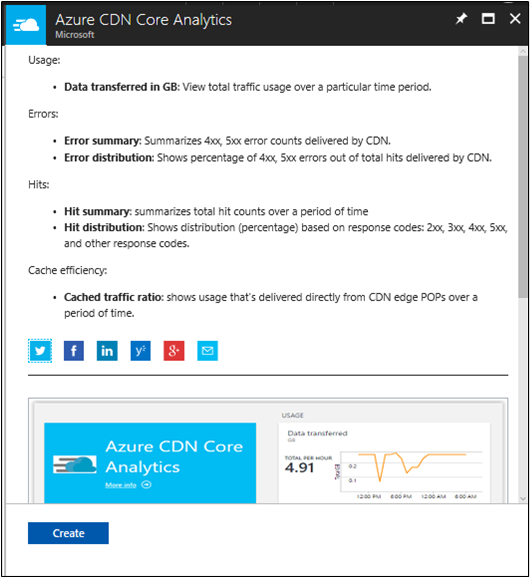 Azure CDN Core Analytics
Microsoft
Usage:
• Data transferred in GB: View total traffic usage over a particular time period.
Errors:
• Error summary: Summarizes 4xx, 5xx error counts delivered by CDN.
• Error distribution: Shows percentage of 4xx, 5xx errors out of total hits delivered by CDN.
Hits:
• Hit summary: summarizes total hit counts over a period of time
• Hit distribution: Shows distribution (percentage) based on response codes: 2xx, 3xx, 4xx, 5xx,
and other response codes.
Cache efficiency:
• Cached traffic ratio: shows usage that's delivered directly from CDN edge POPs over a
period of time.
f in y‡ g+
Azure CDN Core
Analytics
More info
USAGE
Data transferred
GB
TOTAL PER HOUR
4.91
Total GB
0.2
0.1
12:00 PM 6:00 PM 12:00 AM 6:00 AM
Create